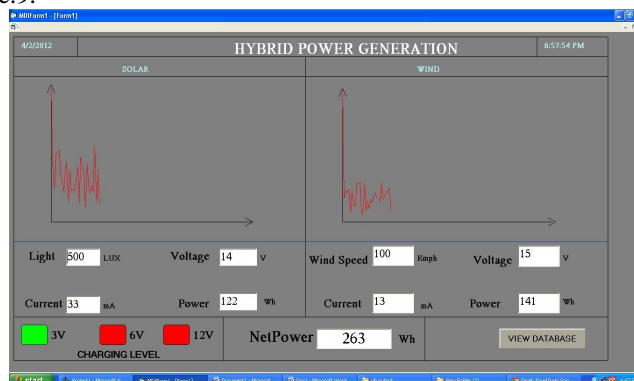 MDIForm1 - [Form1]
4/2/2012 HYBRID POWER GENERATION 6:57:54 PM
SOLAR WIND
Light 500 LUX Voltage 14 V Wind Speed 100 Kmph Voltage 15 V
Current 33 mA Power 122 Wh Current 13 mA Power 141 Wh
3V 6V 12V NetPower 263 Wh VIEW DATABASE
CHARGING LEVEL
start